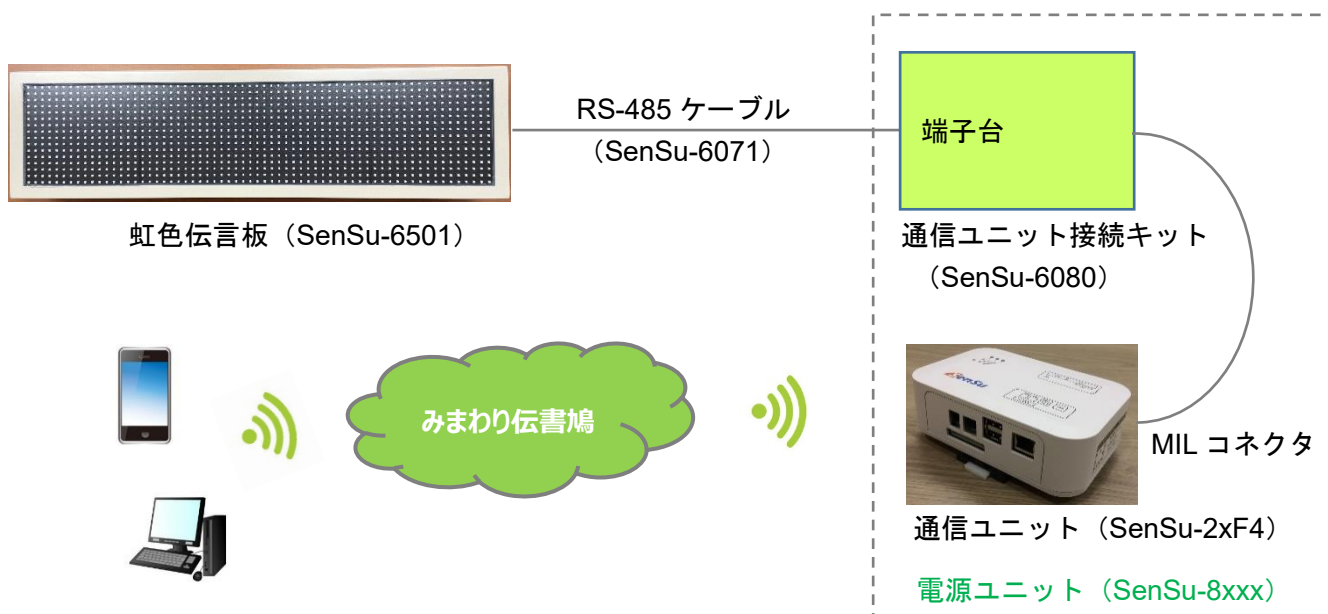 RS-485 ケーブル
（SenSu-6071）
端子台
虹色伝言板（SenSu-6501）
通信ユニット接続キット
（SenSu-6080）
みまわり伝書鳩
SenSu
MIL コネクタ
通信ユニット（SenSu-2xF4）
電源ユニット（SenSu-8xxx）